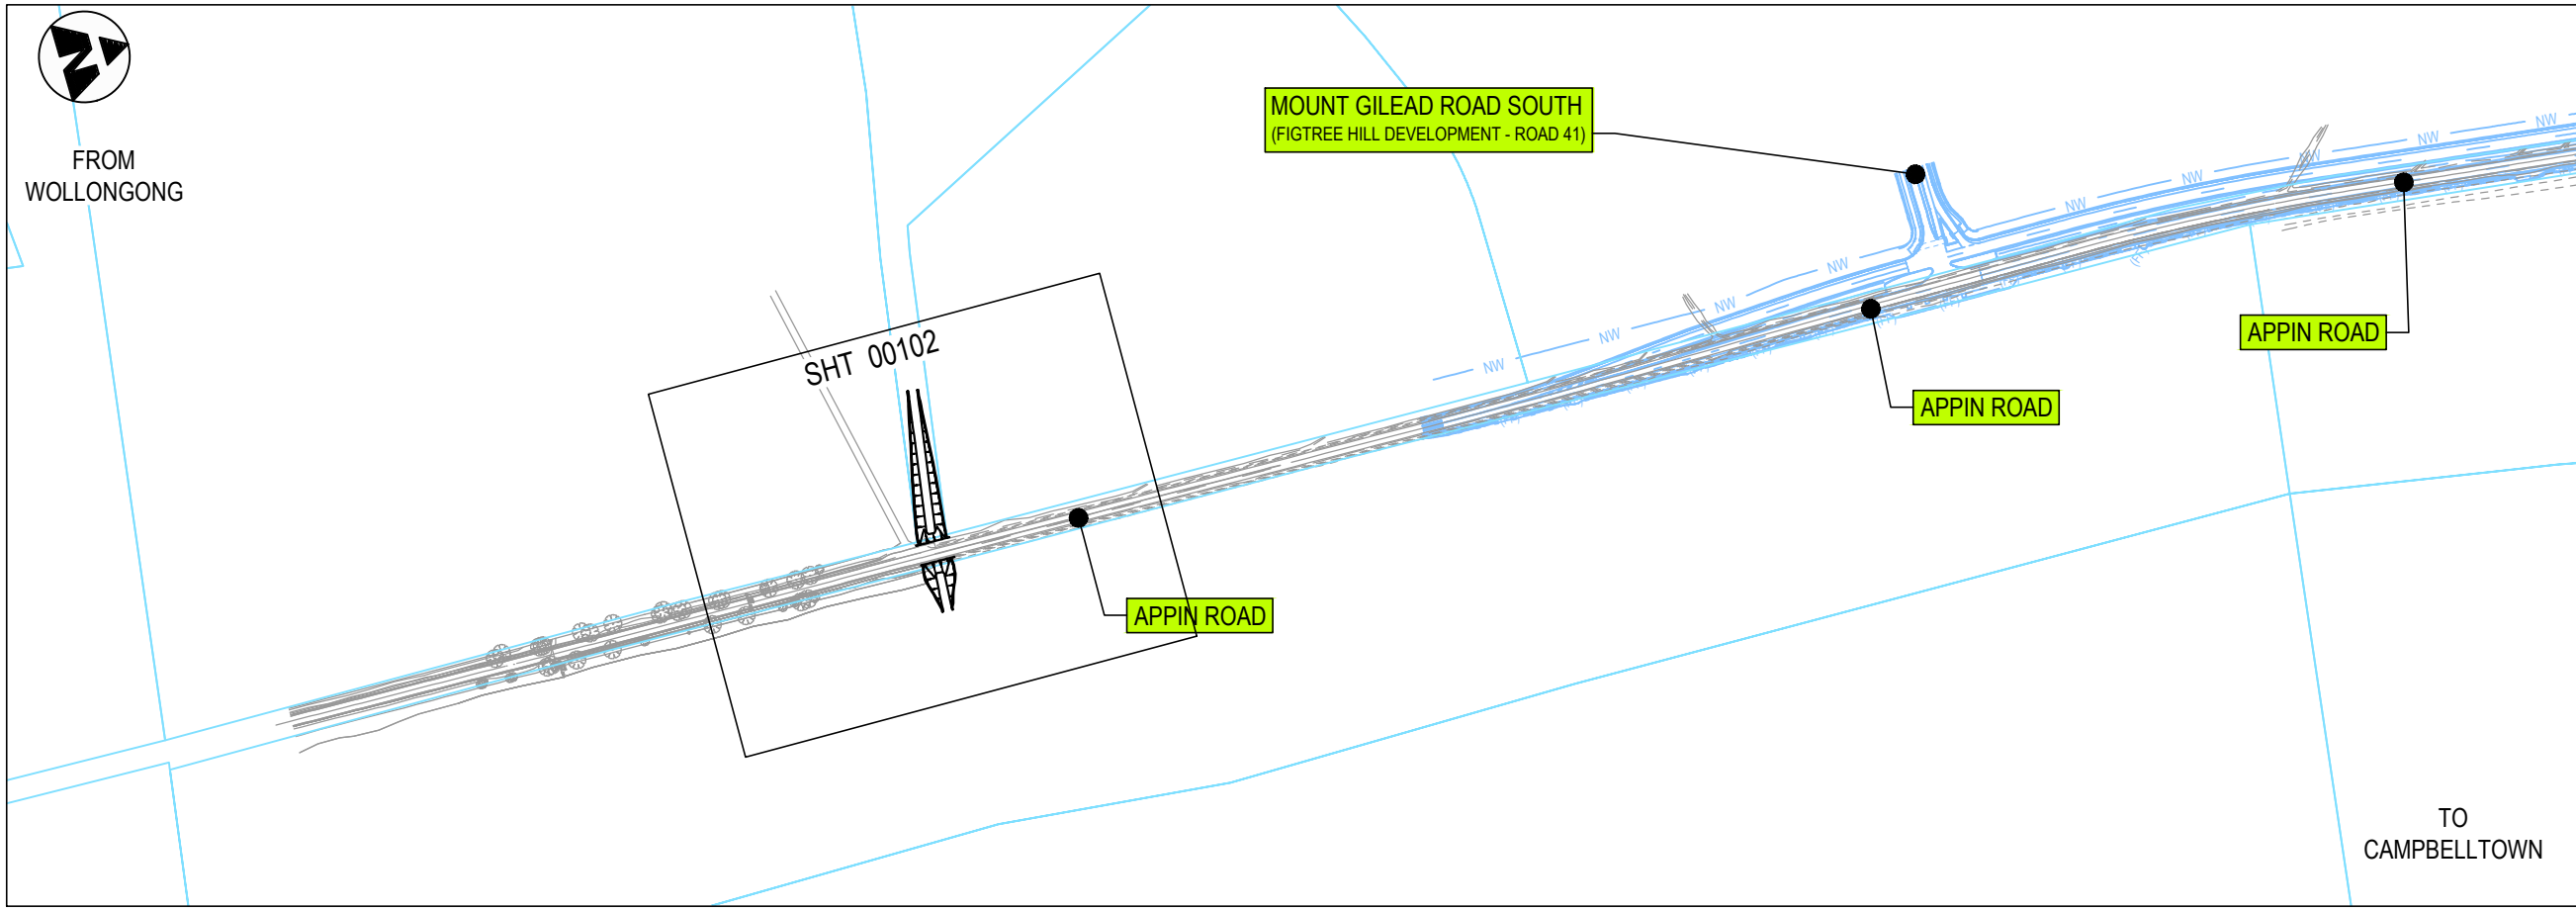 N
FROM
WOLLONGONG
MOUNT GILEAD ROAD SOUTH
(FIGTREE HILL DEVELOPMENT - ROAD 41)
NW
NW
NW
NW
NW
NW
NW
NW
NW
APPIN ROAD
SHT 00102
APPIN ROAD
APPIN ROAD
TO
CAMPBELLTOWN